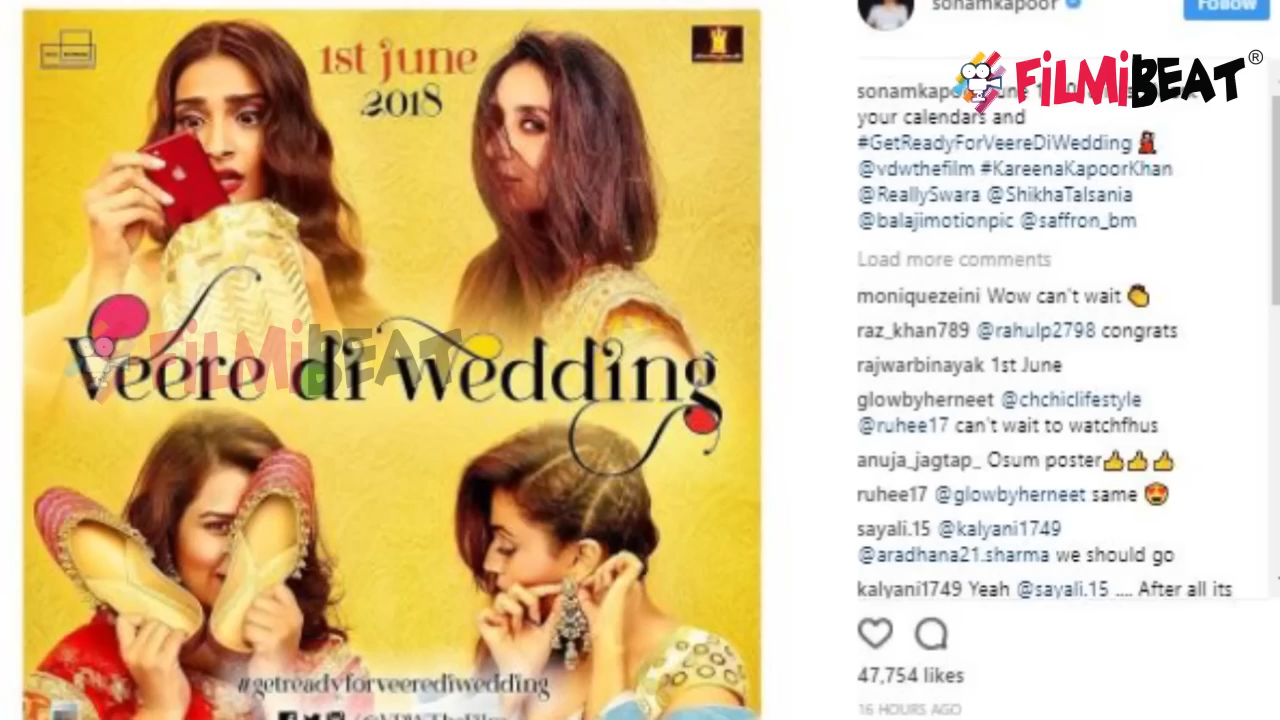 1st june
2018
Veere di wedding
#getreadyforveerediwedding
@VDWTheFilm
FiLMiBEAT
FiLMiBEAT®
sonamkapoor
Follow
your calendars and
#GetReadyForVeereDiWedding 💃
@vdwthefilm #KareenaKapoorKhan
@ReallySwara @ShikhaTalsania
@balajimotionpic @saffron_bm
Load more comments
moniquezeini Wow can't wait 👏
raz_khan789 @rahulp2798 congrats
rajwarbinayak 1st June
glowbyherneet @chchiclifestyle
@ruhee17 can't wait to watchfhus
anuja_jagtap_ Osum poster👍👍👍
ruhee17 @glowbyherneet same 😍
sayali.15 @kalyani1749
@aradhana21.sharma we should go
kalyani1749 Yeah @sayali.15 .... After all its
47,754 likes
16 HOURS AGO